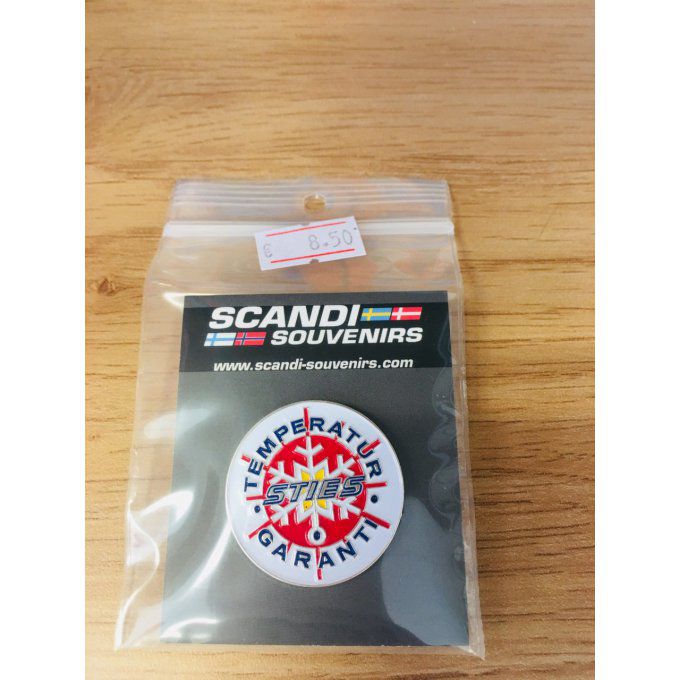 € 8.50
SCANDI
SOUVENIRS
www.scandi-souvenirs.com
TEMPERATUR
STIES
GARANTI